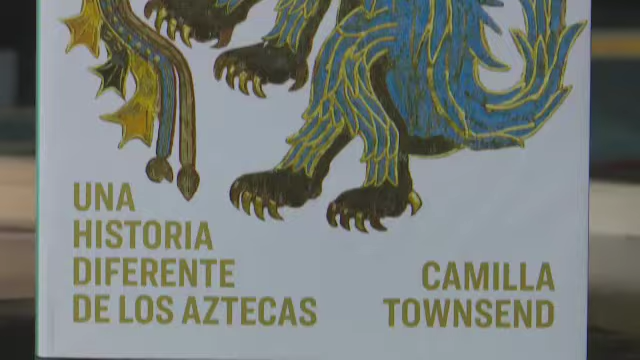 UNA
HISTORIA
DIFERENTE
DE LOS AZTECAS
CAMILLA
TOWNSEND